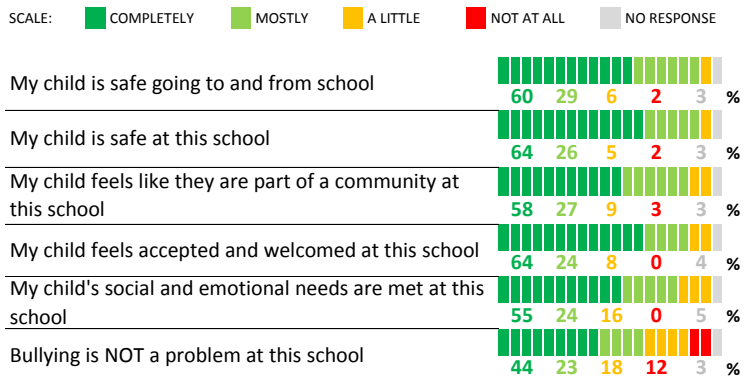 SCALE: COMPLETELY MOSTLY A LITTLE NOT AT ALL NO RESPONSE
My child is safe going to and from school
60 29 6 2 3 %
My child is safe at this school
64 26 5 2 3 %
My child feels like they are part of a community at
this school
58 27 9 3 3 %
My child feels accepted and welcomed at this school
64 24 8 0 4 %
My child's social and emotional needs are met at this
school
55 24 16 0 5 %
Bullying is NOT a problem at this school
44 23 18 12 3 %